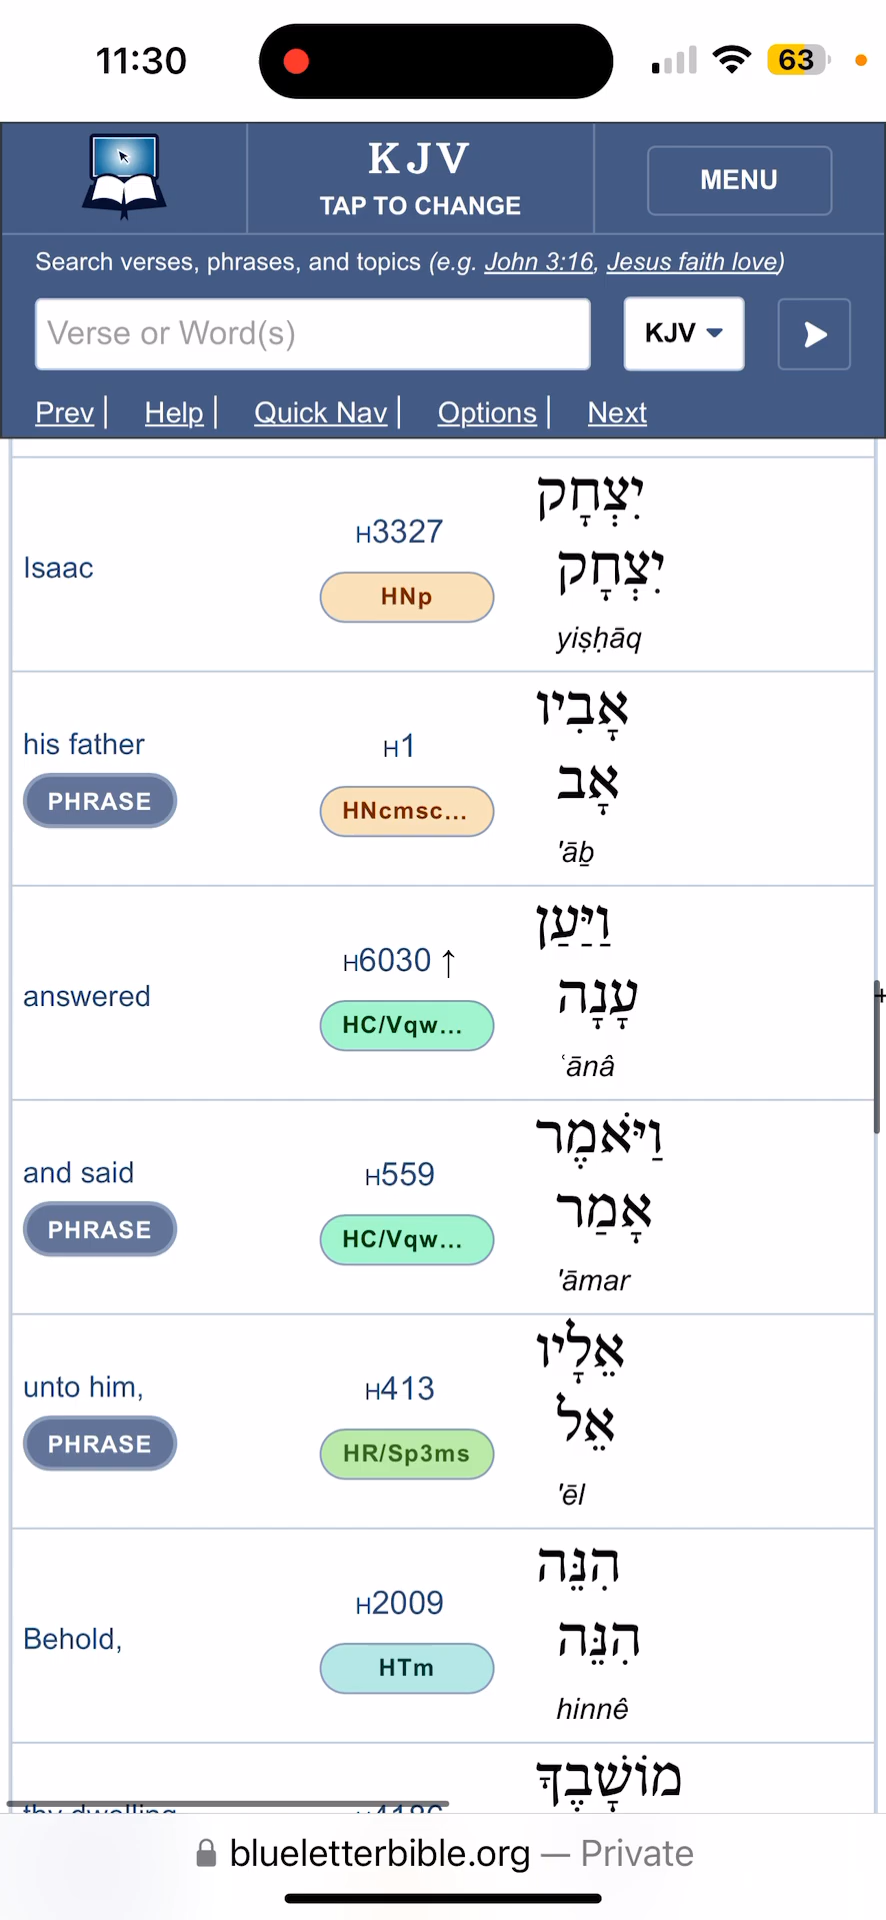 11:30
63
KJV
TAP TO CHANGE
MENU
Search verses, phrases, and topics (e.g. John 3:16, Jesus faith love)
Verse or Word(s)
KJV
Prev | Help | Quick Nav | Options | Next
יִצְחָק
H3327
Isaac
יִצְחָק
HNp
yiṣḥāq
אָבִיו
his father
H1
אָב
PHRASE
HNcmsc...
'āḇ
וַיַּעַן
H6030 ↑
answered
עָנָה
HC/Vqw...
ʿānâ
וַיֹּאמֶר
and said
H559
אָמַר
PHRASE
HC/Vqw...
'āmar
אֵלָיו
unto him,
H413
אֵל
PHRASE
HR/Sp3ms
'ēl
הִנֵּה
H2009
Behold,
הִנֵּה
HTm
hinnê
מוֹשָׁבֶךָ
thy dwelling
H4186
blueletterbible.org — Private